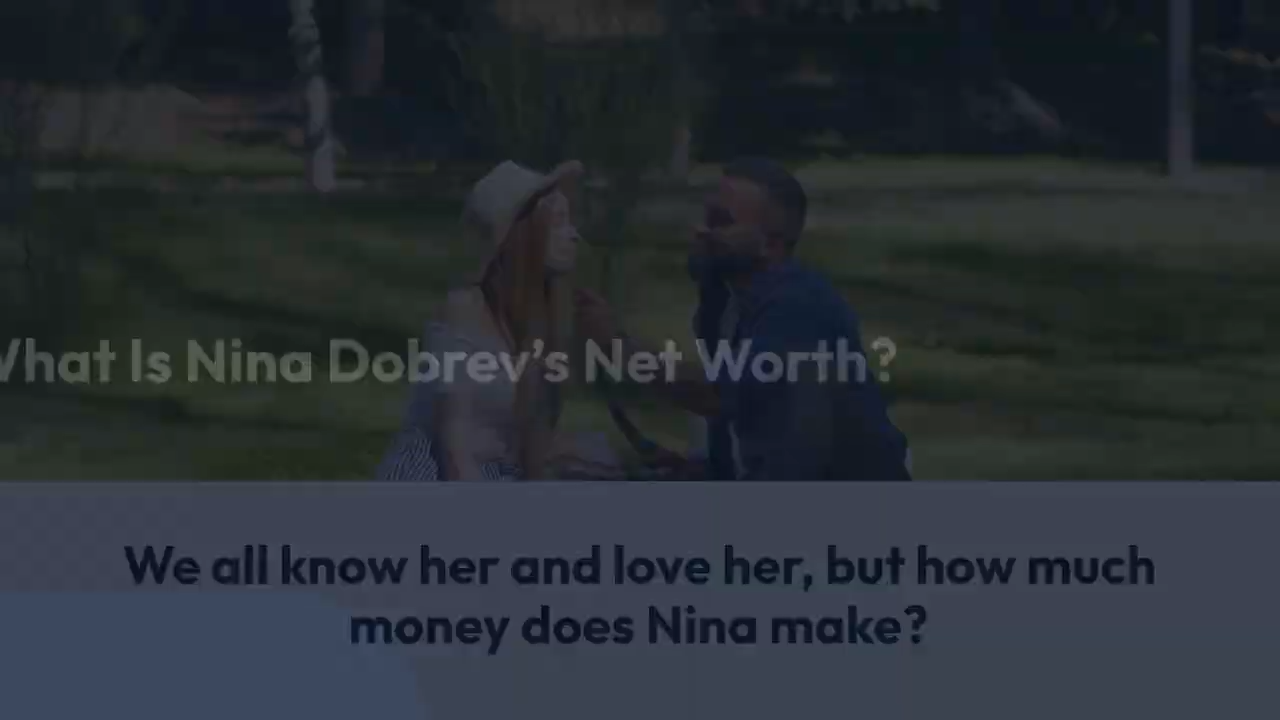 What Is Nina Dobrev’s Net Worth?
We all know her and love her, but how much
money does Nina make?